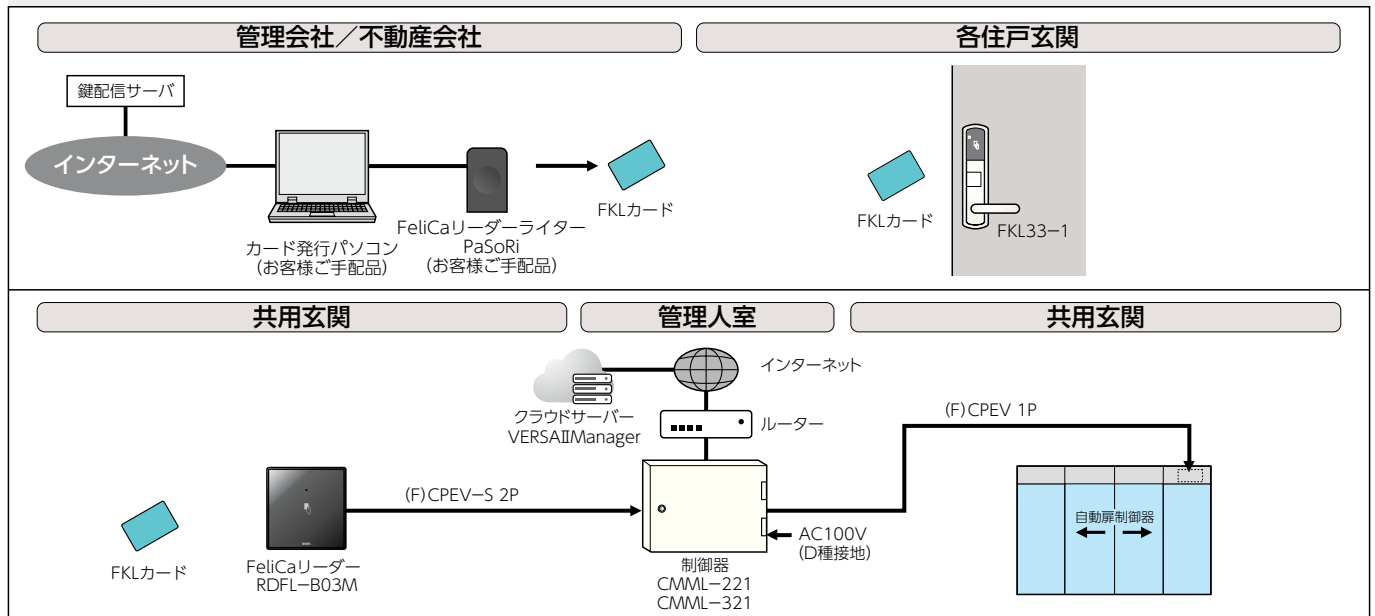 管理会社／不動産会社
各住戸玄関
鍵配信サーバ
インターネット
カード発行パソコン
(お客様ご手配品)
FeliCaリーダーライター
PaSoRi
(お客様ご手配品)
FKLカード
FKLカード
FKL33−1
共用玄関
管理人室
共用玄関
インターネット
クラウドサーバー
VERSAⅡManager
ルーター
(F)CPEV 1P
(F)CPEV−S 2P
自動扉制御器
AC100V
(D種接地)
FKLカード
FeliCaリーダー
RDFL−B03M
制御器
CMML−221
CMML−321